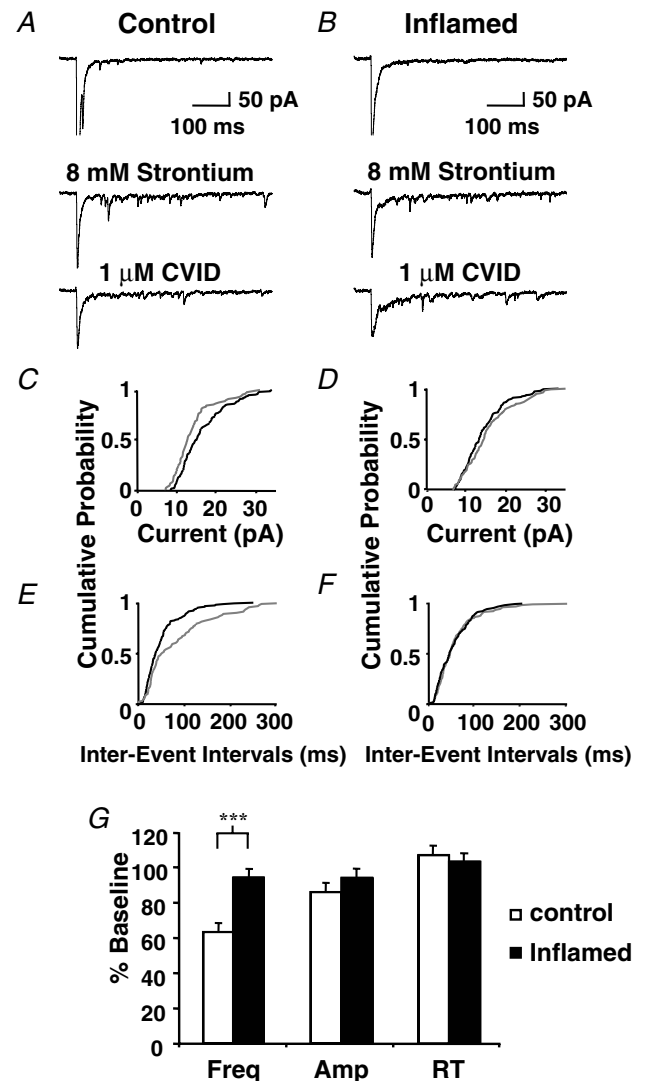 A Control
B Inflamed
50 pA
100 ms
50 pA
100 ms
8 mM Strontium
8 mM Strontium
1 μM CVID
1 μM CVID
C
Cumulative Probability
1
0.5
0
0 10 20 30
Current (pA)
D
Cumulative Probability
1
0.5
0
0 10 20 30
Current (pA)
E
1
0.5
0
0 100 200 300
Inter-Event Intervals (ms)
F
1
0.5
0
0 100 200 300
Inter-Event Intervals (ms)
G
% Baseline
120
100
80
60
40
20
0
***
Freq Amp RT
control
Inflamed